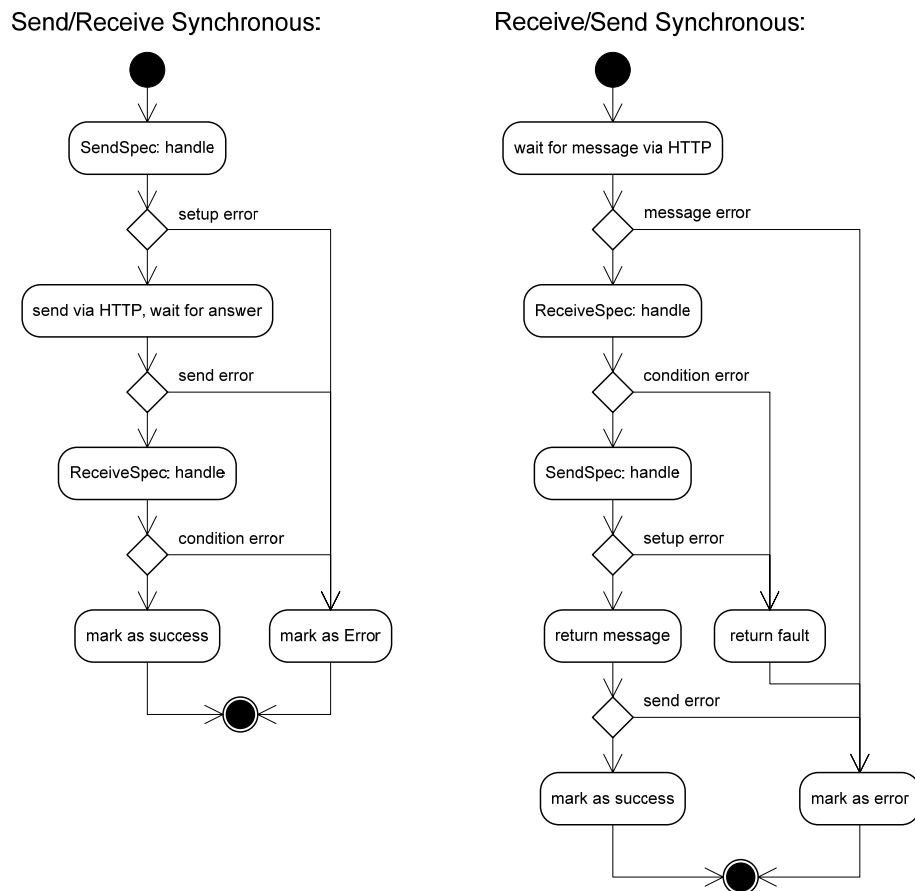 Send/Receive Synchronous:
SendSpec: handle
setup error
send via HTTP, wait for answer
send error
ReceiveSpec: handle
condition error
mark as success
mark as Error
Receive/Send Synchronous:
wait for message via HTTP
message error
ReceiveSpec: handle
condition error
SendSpec: handle
setup error
return message
return fault
send error
mark as success
mark as error